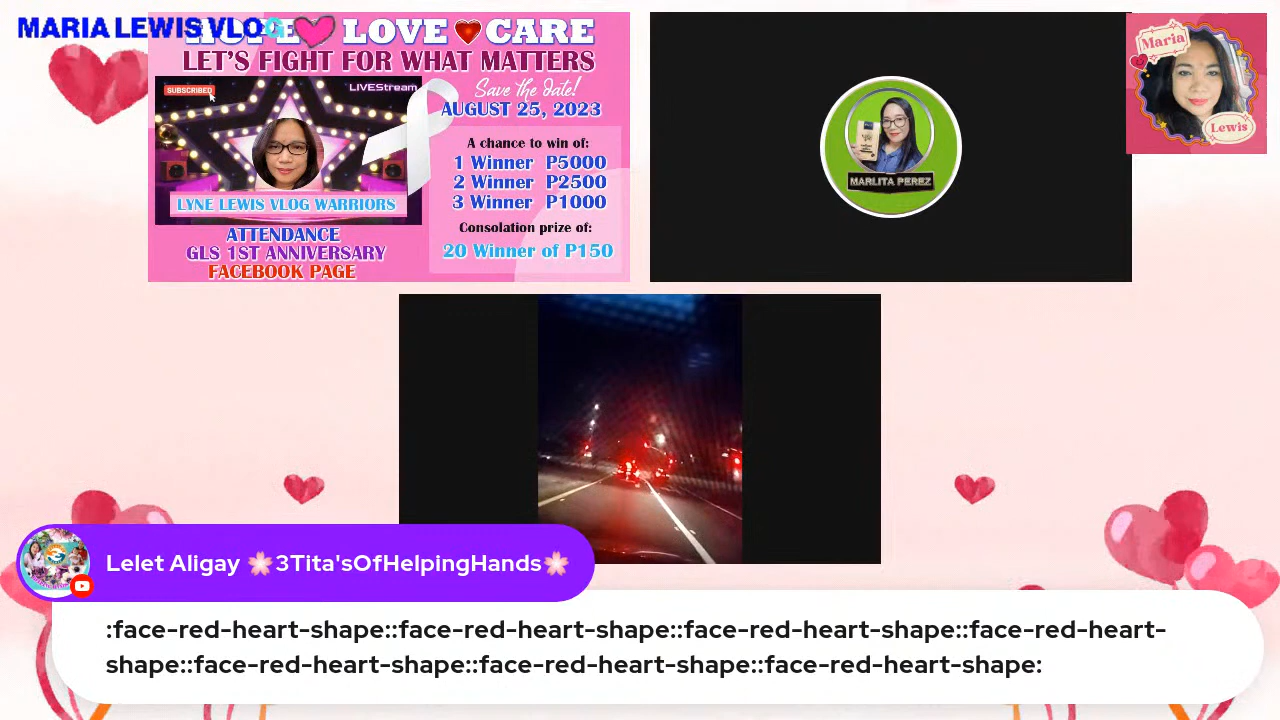 MARIA LEWIS VLOG
HOPE LOVE CARE
LET'S FIGHT FOR WHAT MATTERS
SUBSCRIBED
LIVEStream
LYNE LEWIS VLOG WARRIORS
ATTENDANCE
GLS 1ST ANNIVERSARY
FACEBOOK PAGE
Save the date!
AUGUST 25, 2023
A chance to win of:
1 Winner P5000
2 Winner P2500
3 Winner P1000
Consolation prize of:
20 Winner of P150
MARLITA PEREZ
Maria
Lewis
Lelet Aligay 🌸3Tita'sOfHelpingHands🌸
:face-red-heart-shape::face-red-heart-shape::face-red-heart-shape::face-red-heart-
shape::face-red-heart-shape::face-red-heart-shape::face-red-heart-shape: